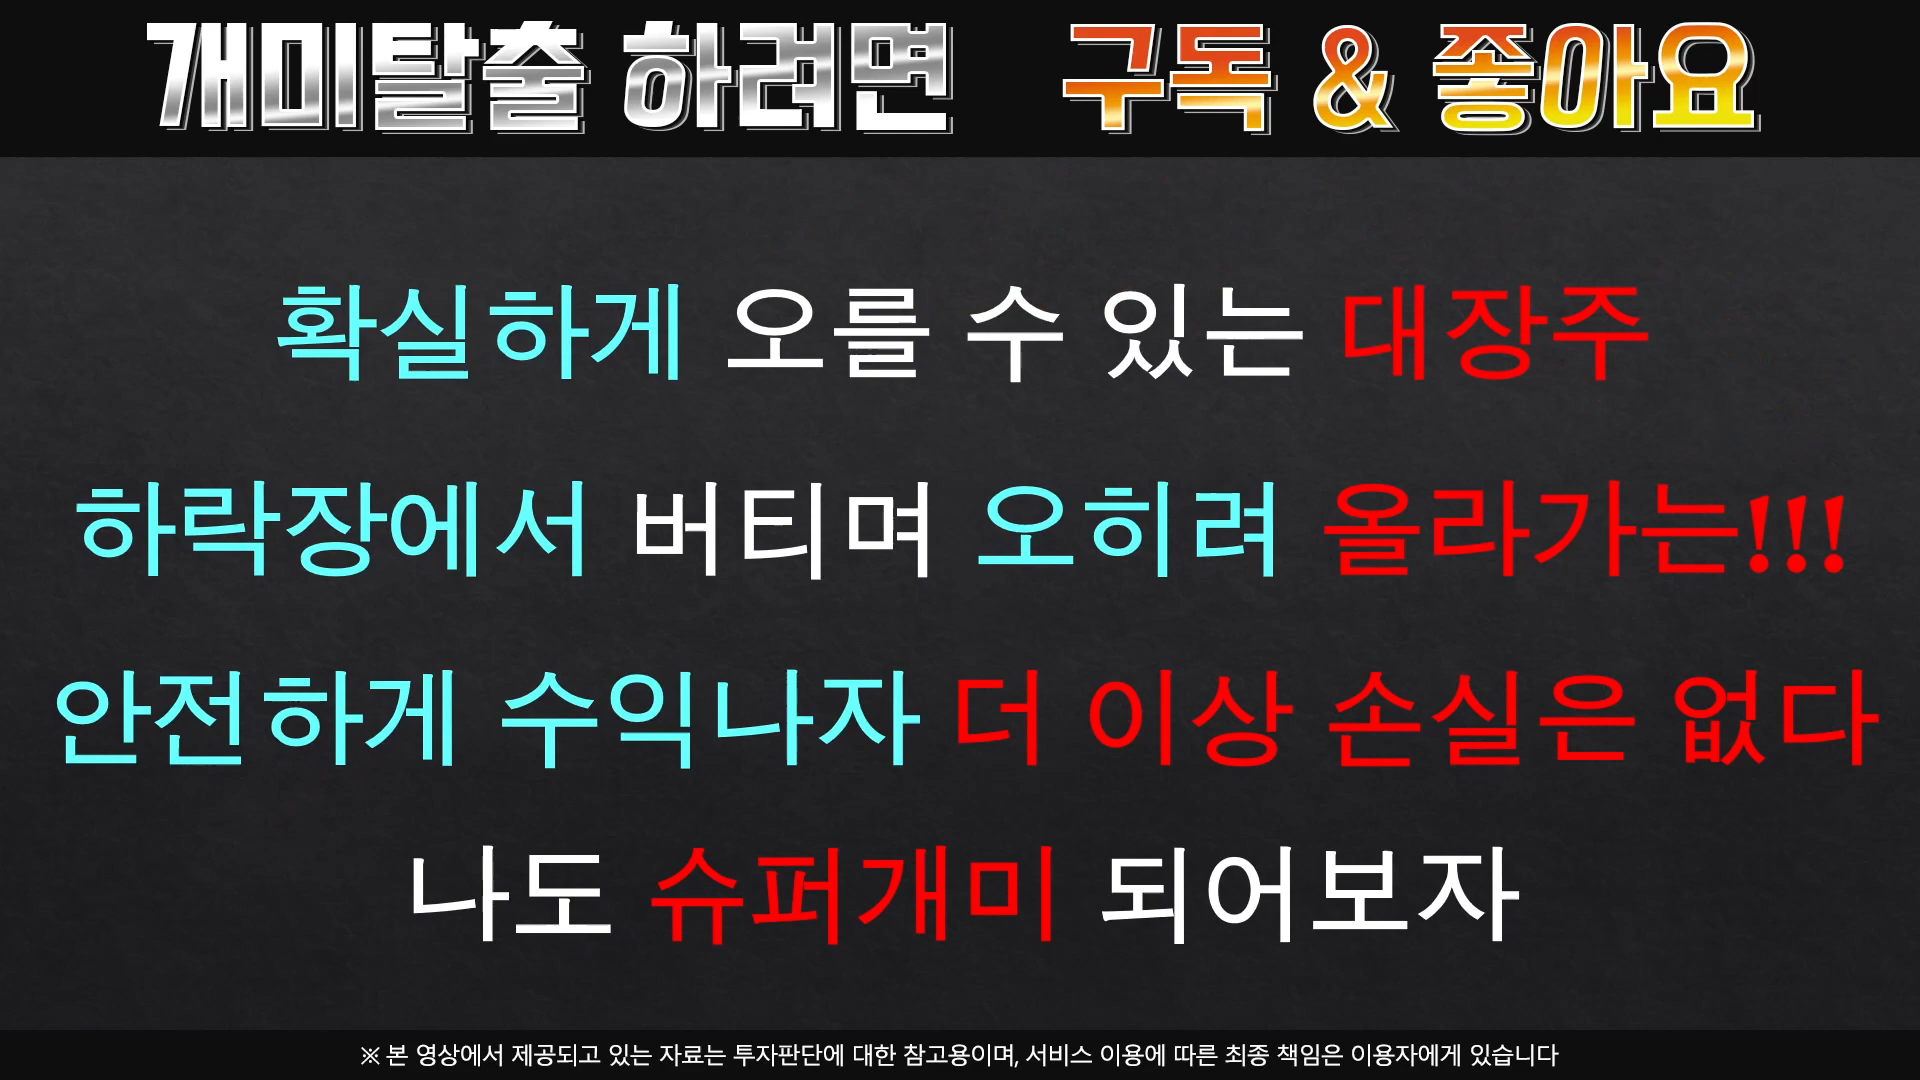 개미탈출 하려면 구독 & 좋아요
확실하게 오를 수 있는 대장주
하락장에서 버티며 오히려 올라가는!!!
안전하게 수익나자 더 이상 손실은 없다
나도 슈퍼개미 되어보자
※ 본 영상에서 제공되고 있는 자료는 투자판단에 대한 참고용이며, 서비스 이용에 따른 최종 책임은 이용자에게 있습니다